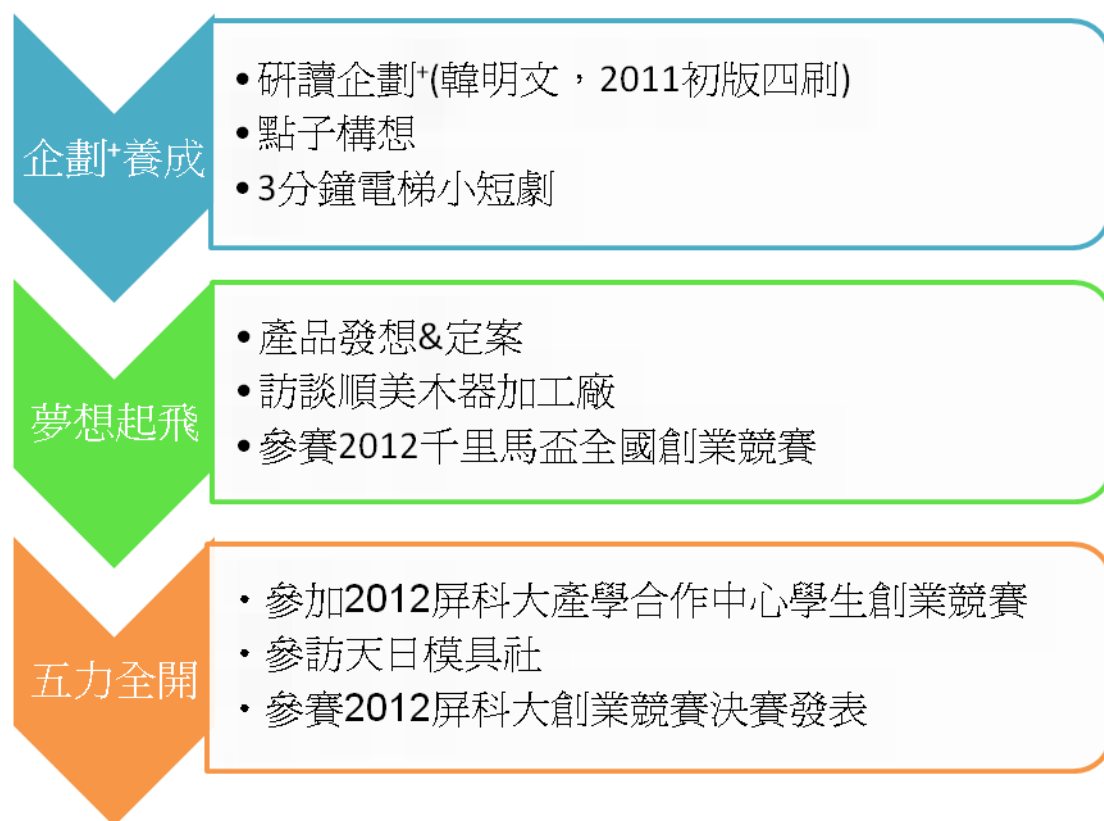 企劃⁺養成
•研讀企劃⁺(韓明文，2011初版四刷)
•點子構想
•3分鐘電梯小短劇
夢想起飛
•產品發想&定案
•訪談順美木器加工廠
•參賽2012千里馬盃全國創業競賽
五力全開
・參加2012屏科大產學合作中心學生創業競賽
・參訪天日模具社
・參賽2012屏科大創業競賽決賽發表